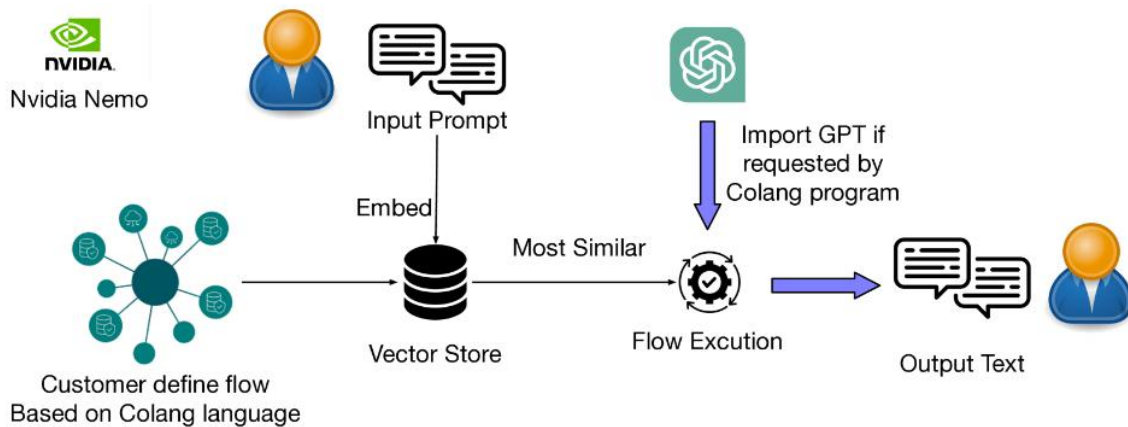 NVIDIA.
Nvidia Nemo
Input Prompt
Import GPT if
requested by
Colang program
Embed
Most Similar
Vector Store
Flow Excution
Output Text
Customer define flow
Based on Colang language